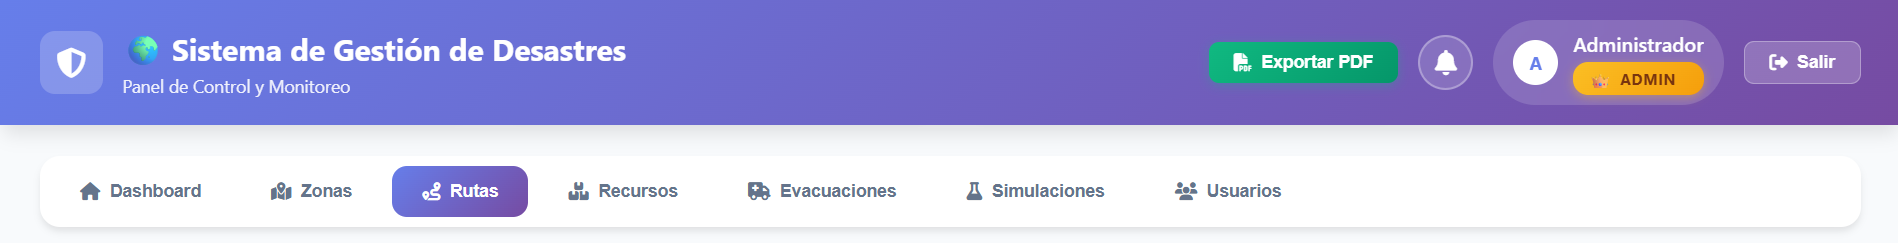 Sistema de Gestión de Desastres
Panel de Control y Monitoreo
PDF
Exportar PDF
A
Administrador
ADMIN
Salir
Dashboard
Zonas
Rutas
Recursos
Evacuaciones
Simulaciones
Usuarios